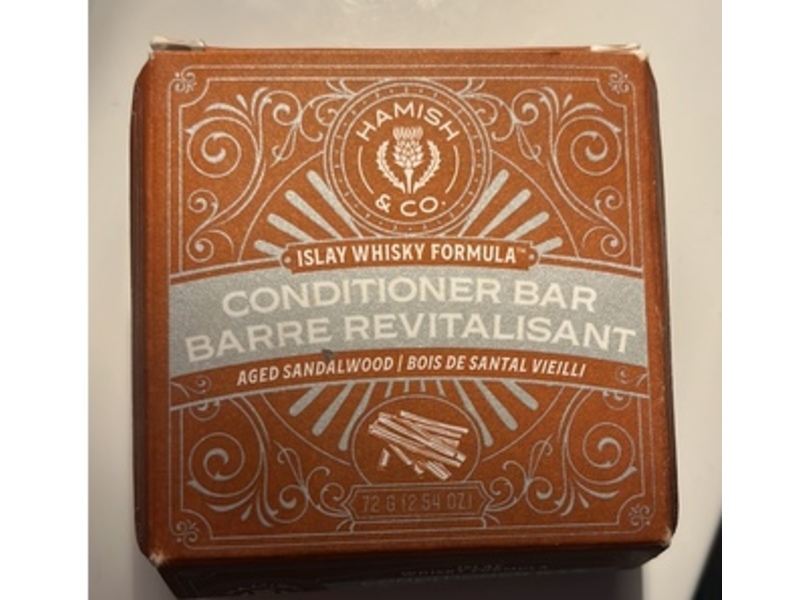 HAMISH
& CO.
ISLAY WHISKY FORMULA™
CONDITIONER BAR
BARRE REVITALISANT
AGED SANDALWOOD | BOIS DE SANTAL VIEILLI
72 G (2 54 OZ)